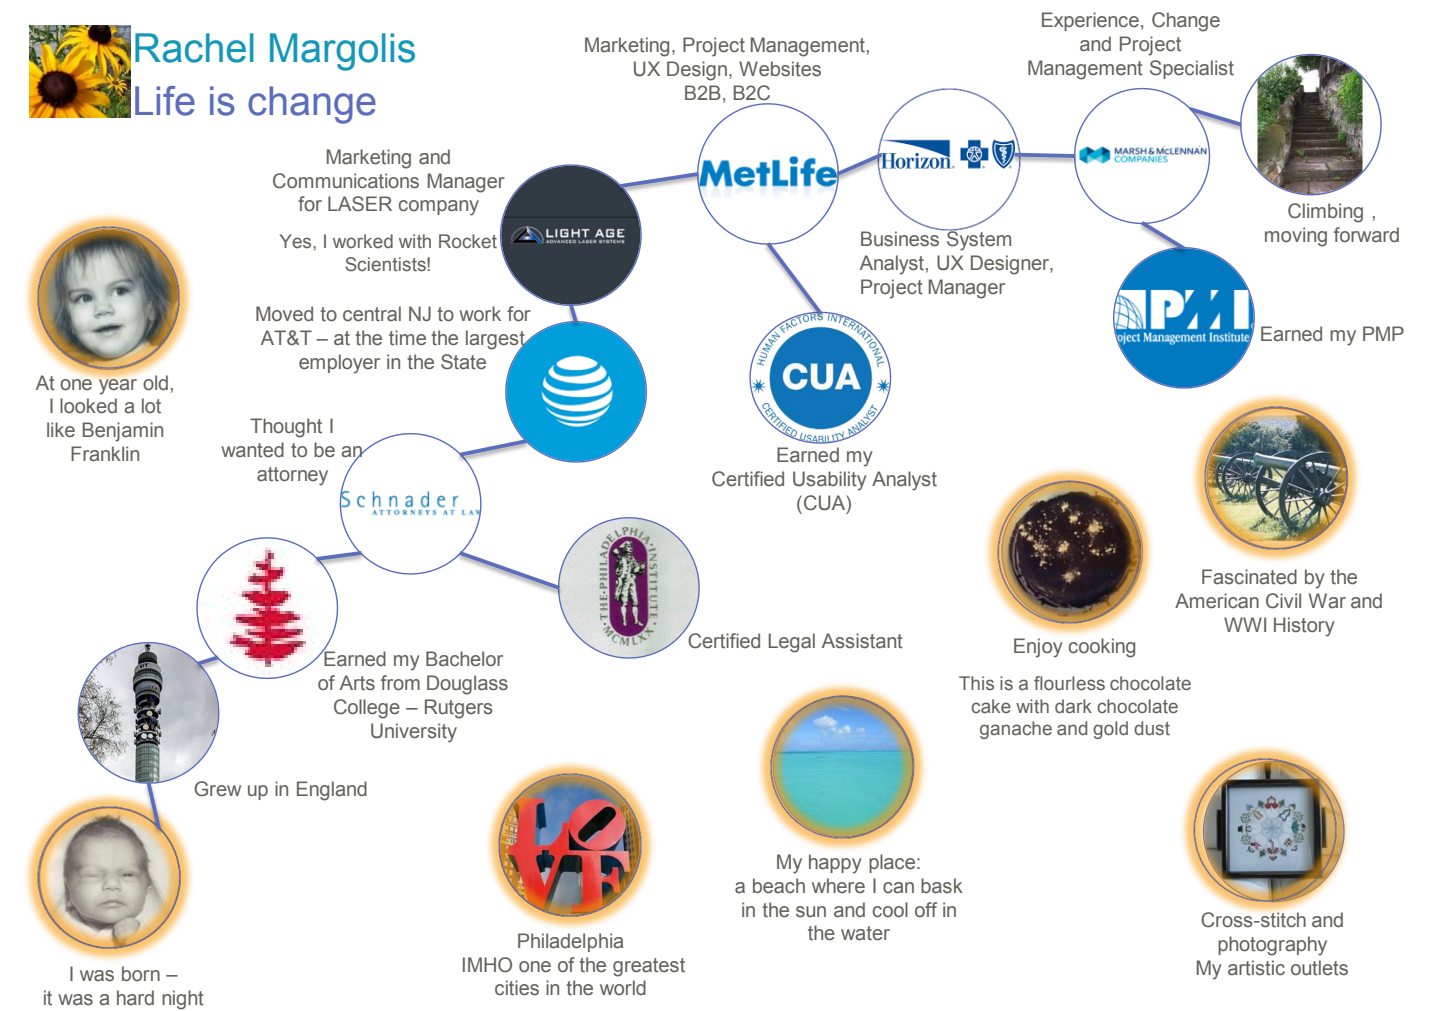 Rachel Margolis
Life is change
Marketing and
Communications Manager
for LASER company
Yes, I worked with Rocket
Scientists!
LIGHT AGE
ADVANCED LASER SYSTEMS
Marketing, Project Management,
UX Design, Websites
B2B, B2C
MetLife
Horizon
Business System
Analyst, UX Designer,
Project Manager
Experience, Change
and Project
Management Specialist
MARSH & McLENNAN
COMPANIES
Climbing ,
moving forward
PMI
oject Management Institute
Earned my PMP
HUMAN FACTORS INTERNATIONAL
CUA
CERTIFIED USABILITY ANALYST
Earned my
Certified Usability Analyst
(CUA)
At one year old,
I looked a lot
like Benjamin
Franklin
Moved to central NJ to work for
AT&T – at the time the largest
employer in the State
Thought I
wanted to be an
attorney
Schnader
ATTORNEYS AT LAW
THE·PHILADELPHIA·INSTITUTE
·MCMLXX·
Certified Legal Assistant
Earned my Bachelor
of Arts from Douglass
College – Rutgers
University
Grew up in England
I was born –
it was a hard night
LOVE
Philadelphia
IMHO one of the greatest
cities in the world
My happy place:
a beach where I can bask
in the sun and cool off in
the water
Enjoy cooking
This is a flourless chocolate
cake with dark chocolate
ganache and gold dust
Fascinated by the
American Civil War and
WWI History
Cross-stitch and
photography
My artistic outlets